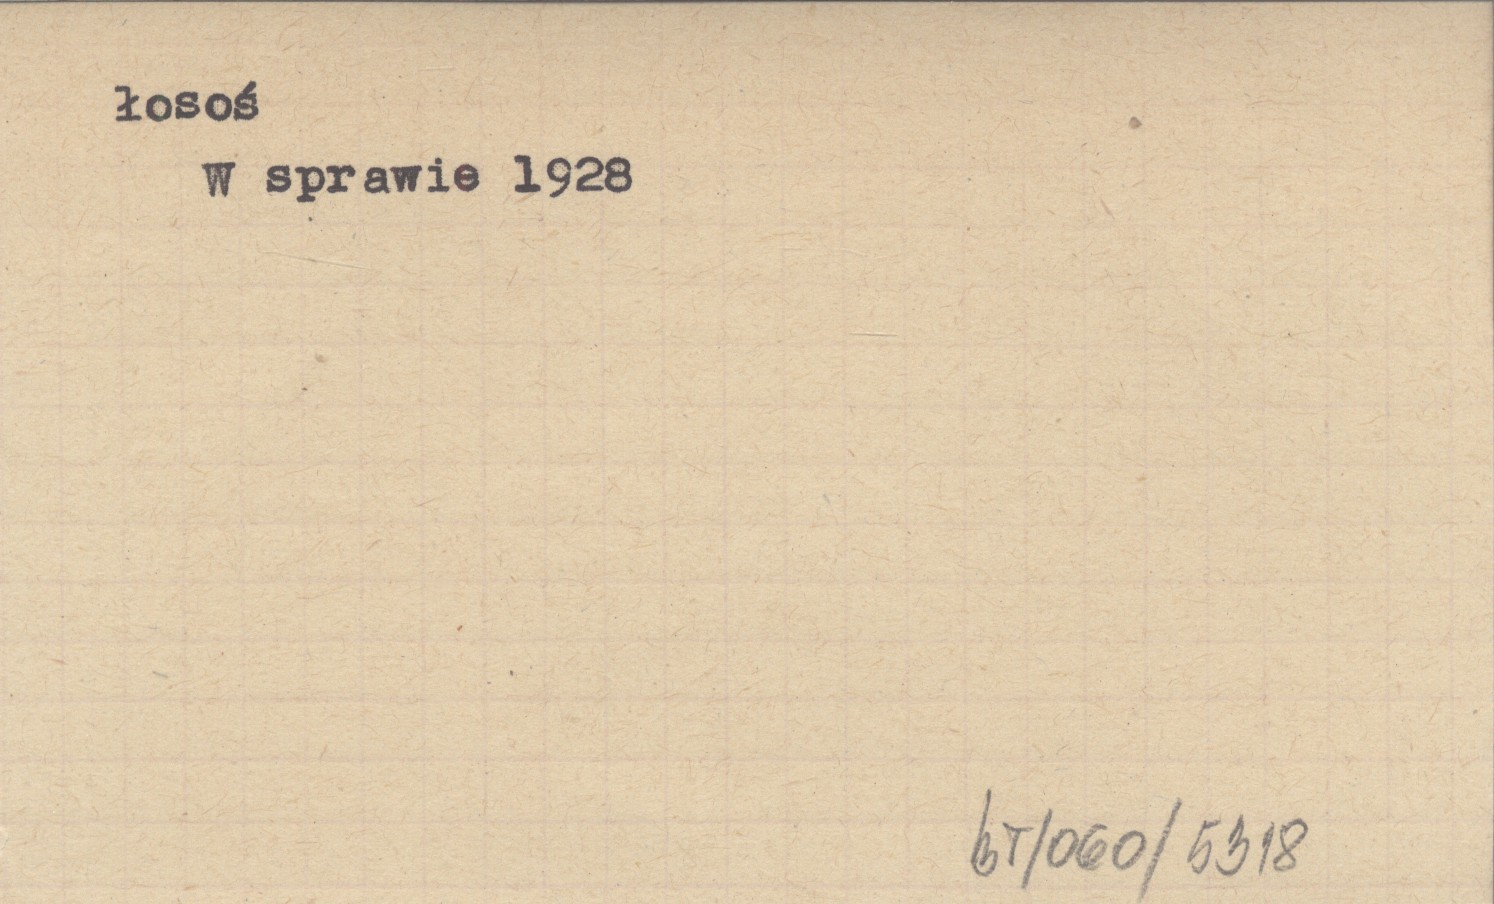 łosoś
W sprawie 1928
bT/060/5318